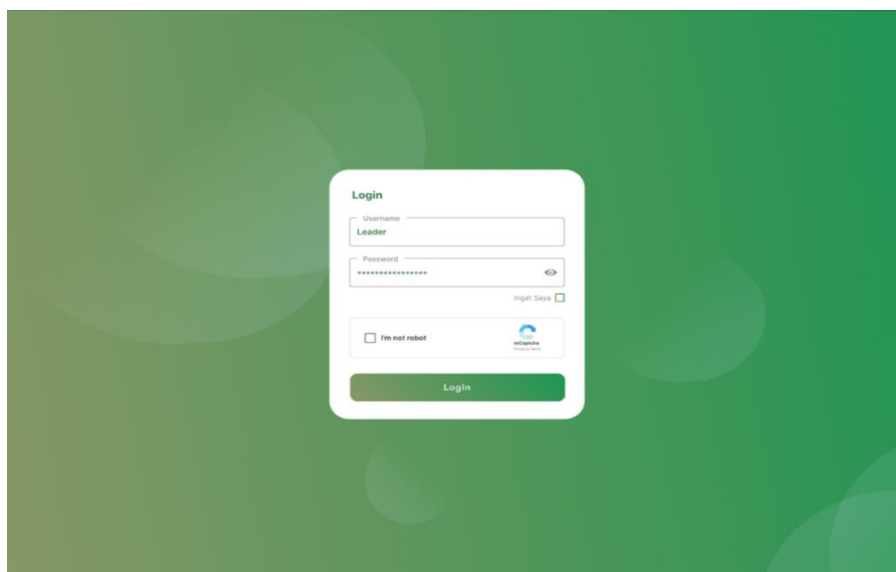 Login
Username
Leader
Password
****************
Ingat Saya
I'm not robot
reCaptcha
Login